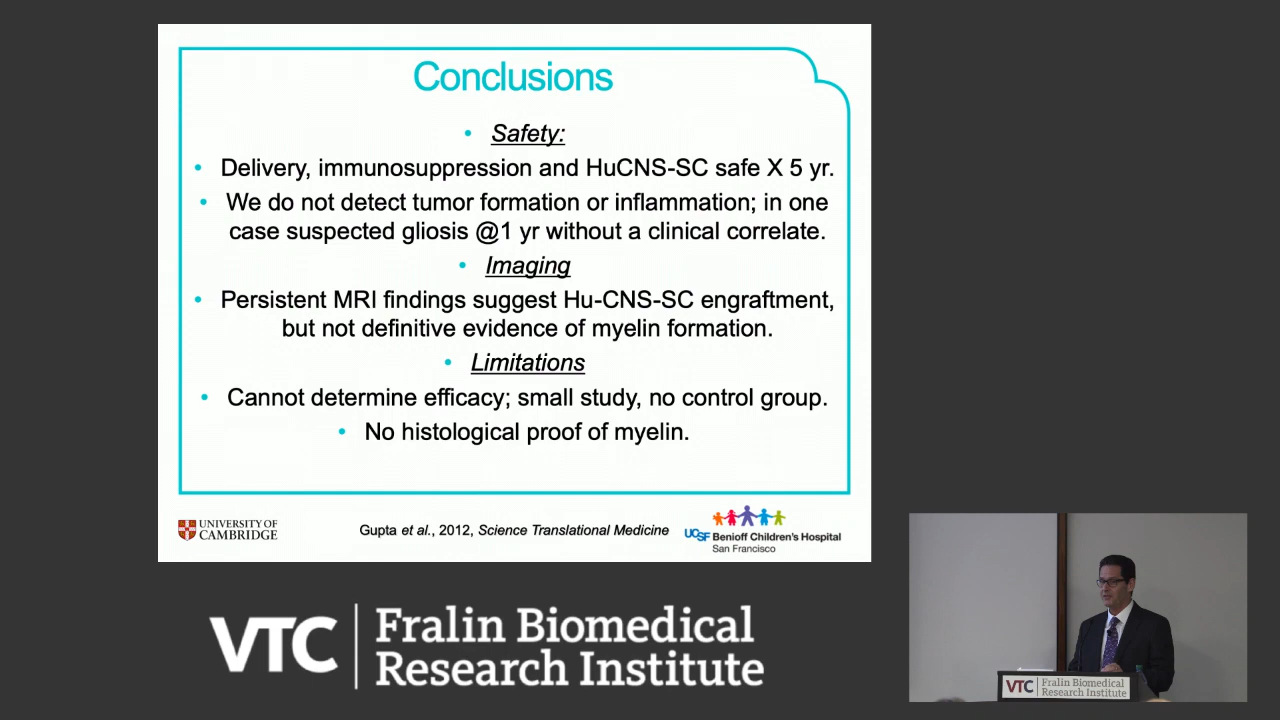 Conclusions
• Safety:
• Delivery, immunosuppression and HuCNS-SC safe X 5 yr.
• We do not detect tumor formation or inflammation; in one
case suspected gliosis @1 yr without a clinical correlate.
• Imaging
• Persistent MRI findings suggest Hu-CNS-SC engraftment,
but not definitive evidence of myelin formation.
• Limitations
• Cannot determine efficacy; small study, no control group.
• No histological proof of myelin.
UNIVERSITY OF
CAMBRIDGE
Gupta et al., 2012, Science Translational Medicine
UCSF Benioff Children's Hospital
San Francisco
VTC Fralin Biomedical
Research Institute
VTC Fralin Biomedical
Research Institute